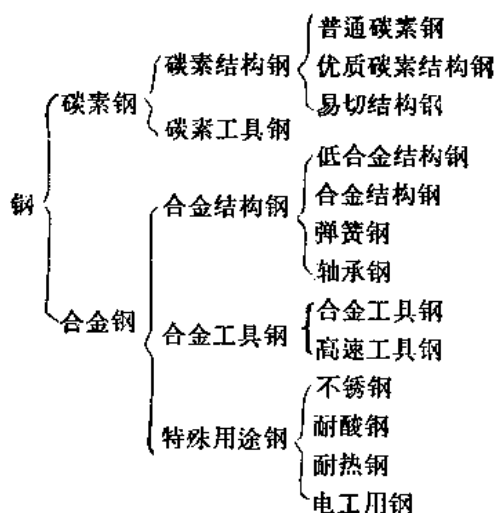 普通碳素钢
碳素结构钢
优质碳素结构钢
碳素钢
易切结构钢
碳素工具钢
低合金结构钢
钢
合金结构钢
合金结构钢
弹簧钢
轴承钢
合金钢
合金工具钢
合金工具钢
高速工具钢
不锈钢
特殊用途钢
耐酸钢
耐热钢
电工用钢